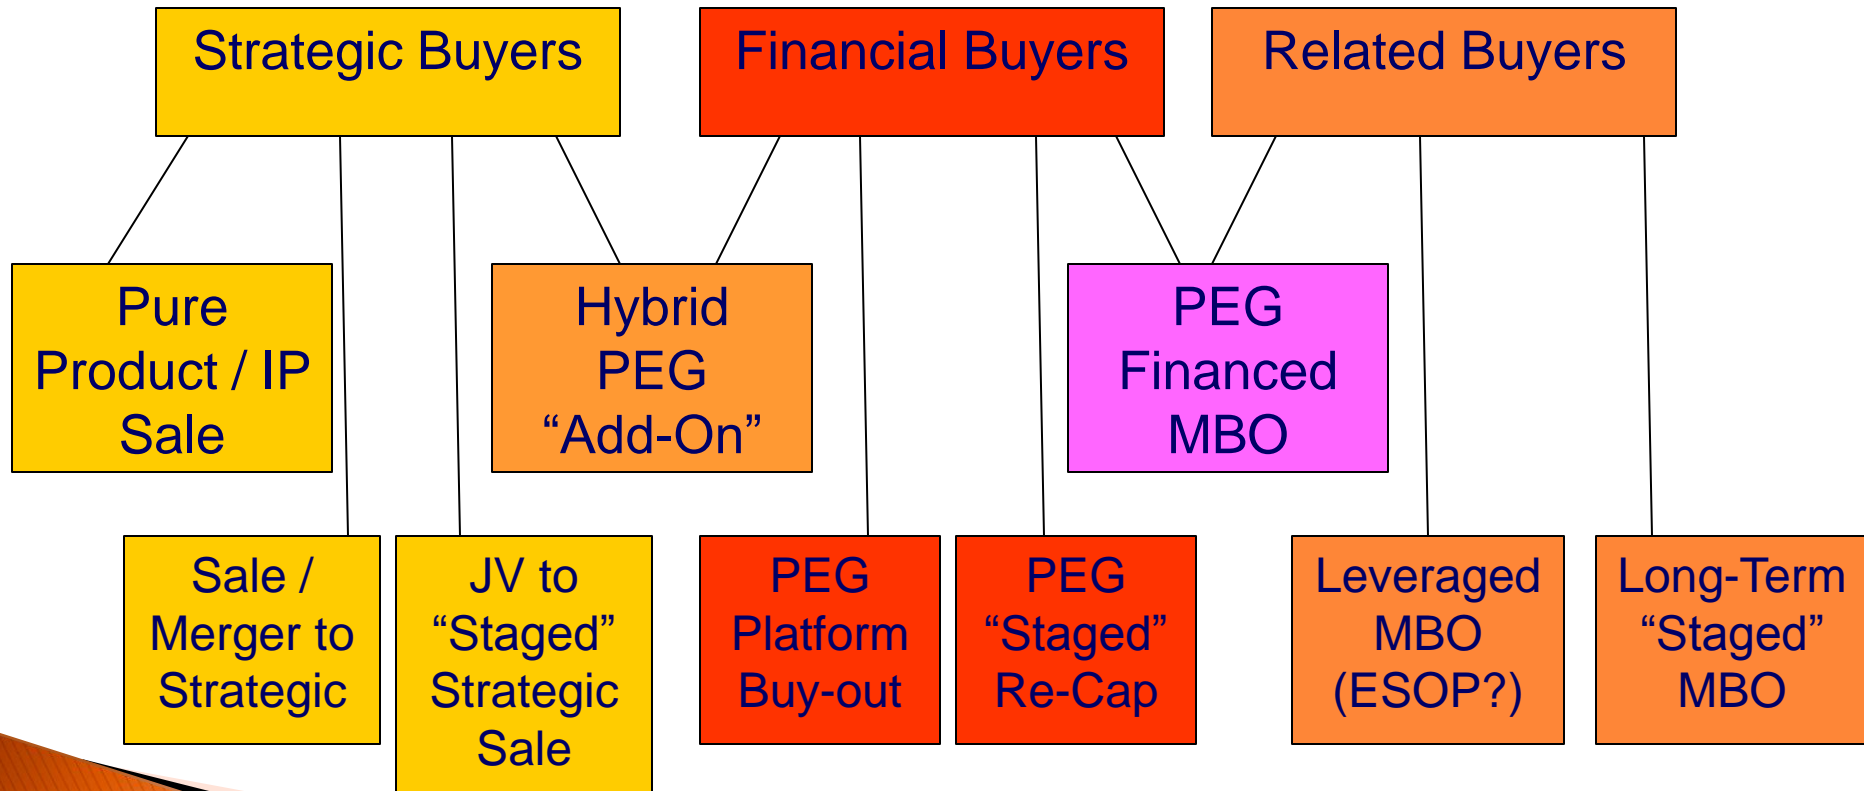 Strategic Buyers
Financial Buyers
Related Buyers
Pure
Product / IP
Sale
Hybrid
PEG
“Add-On”
PEG
Financed
MBO
Sale /
Merger to
Strategic
JV to
“Staged”
Strategic
Sale
PEG
Platform
Buy-out
PEG
“Staged”
Re-Cap
Leveraged
MBO
(ESOP?)
Long-Term
“Staged”
MBO